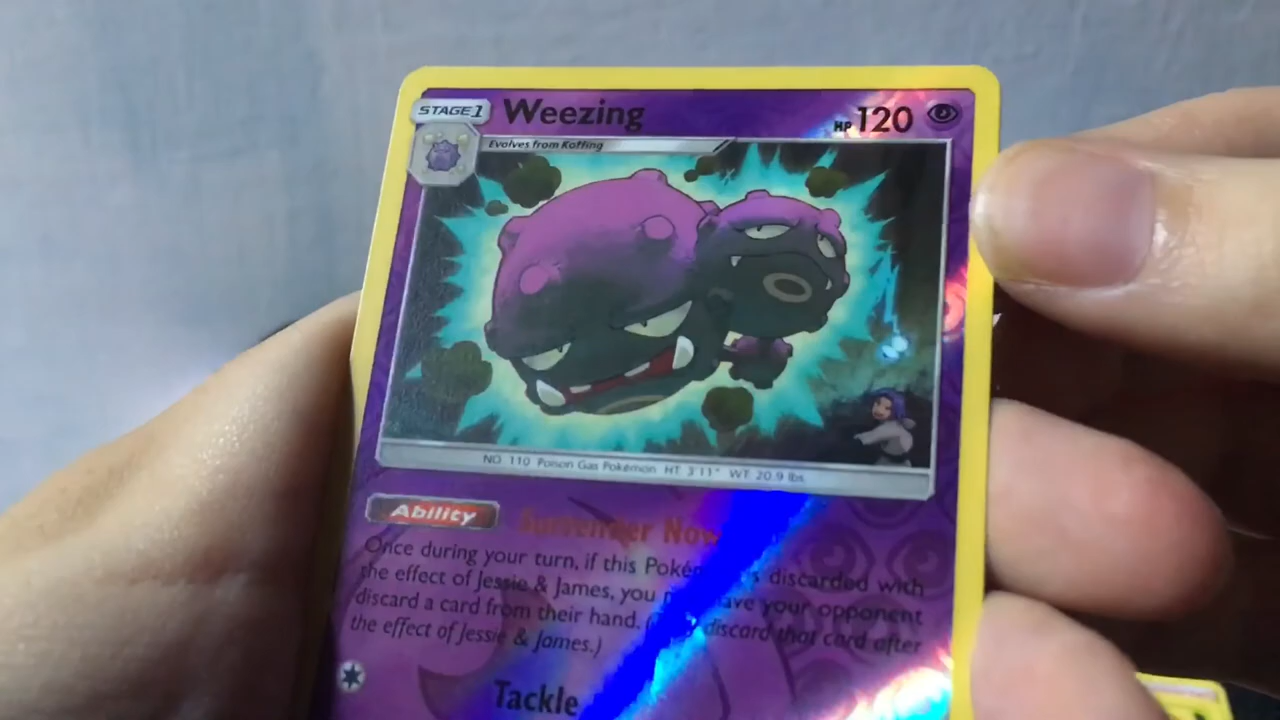 STAGE 1 Weezing HP 120
Evolves from Koffing
NO. 110 Poison Gas Pokémon HT: 3'11" WT: 20.9 lbs.
Ability Surrender Now
Once during your turn, if this discarded with
the effect of Jessie & James, you have your opponent
discard a card from their hand. discard that card after
the effect of Jessie & James.)
Tackle